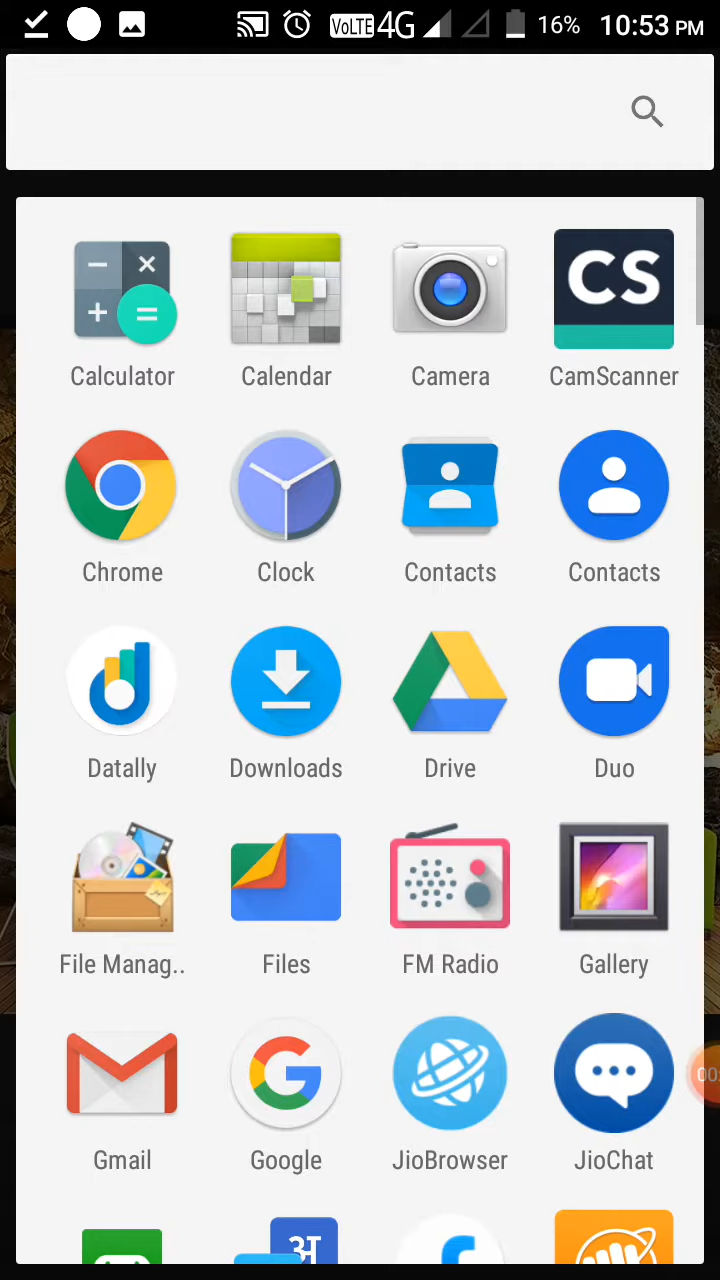 VoLTE 4G 16% 10:53 PM
Calculator Calendar Camera CS CamScanner
Chrome Clock Contacts Contacts
Datally Downloads Drive Duo
File Manag.. Files FM Radio Gallery
00:
Gmail Google JioBrowser JioChat
अ